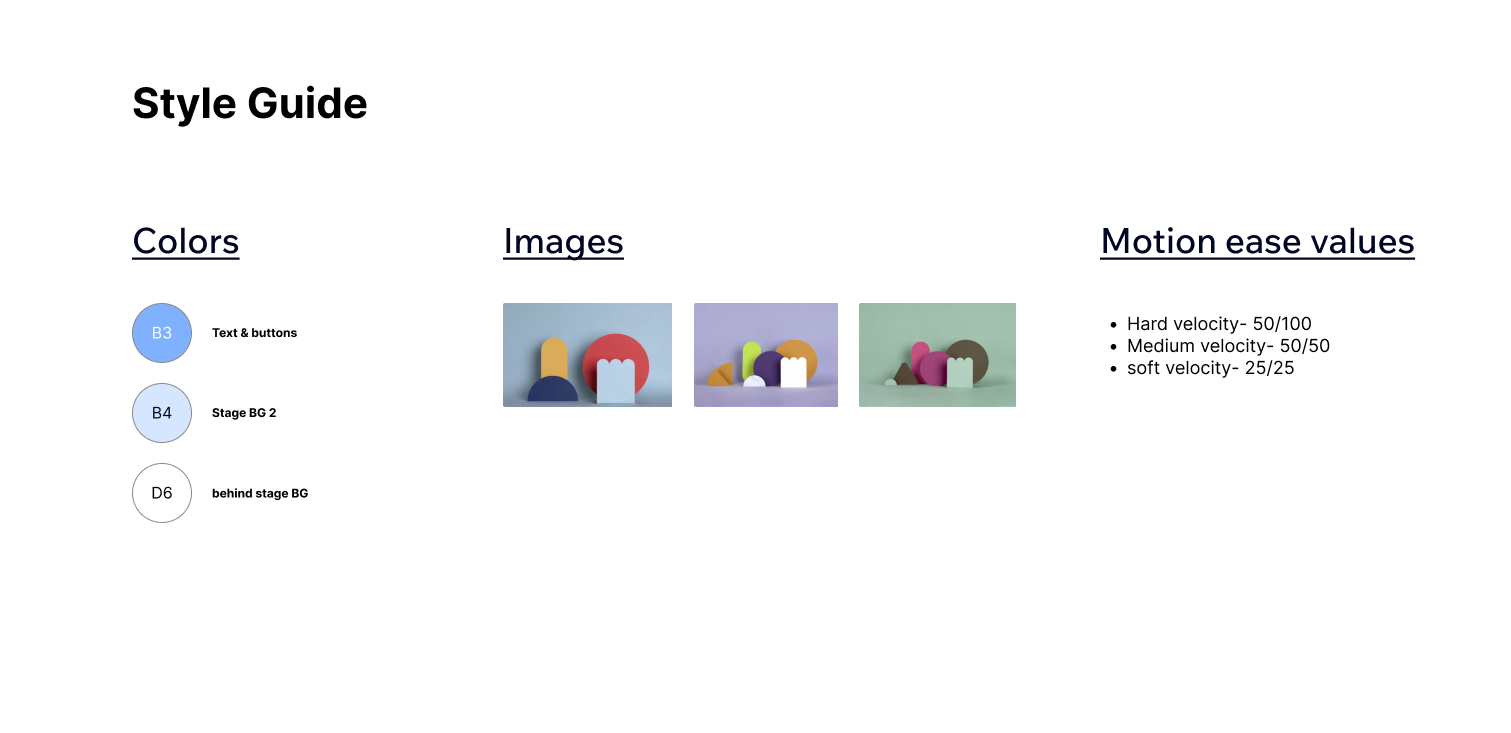 Style Guide
Colors
B3
Text & buttons
B4
Stage BG 2
D6
behind stage BG
Images
Motion ease values
• Hard velocity- 50/100
• Medium velocity- 50/50
• soft velocity- 25/25